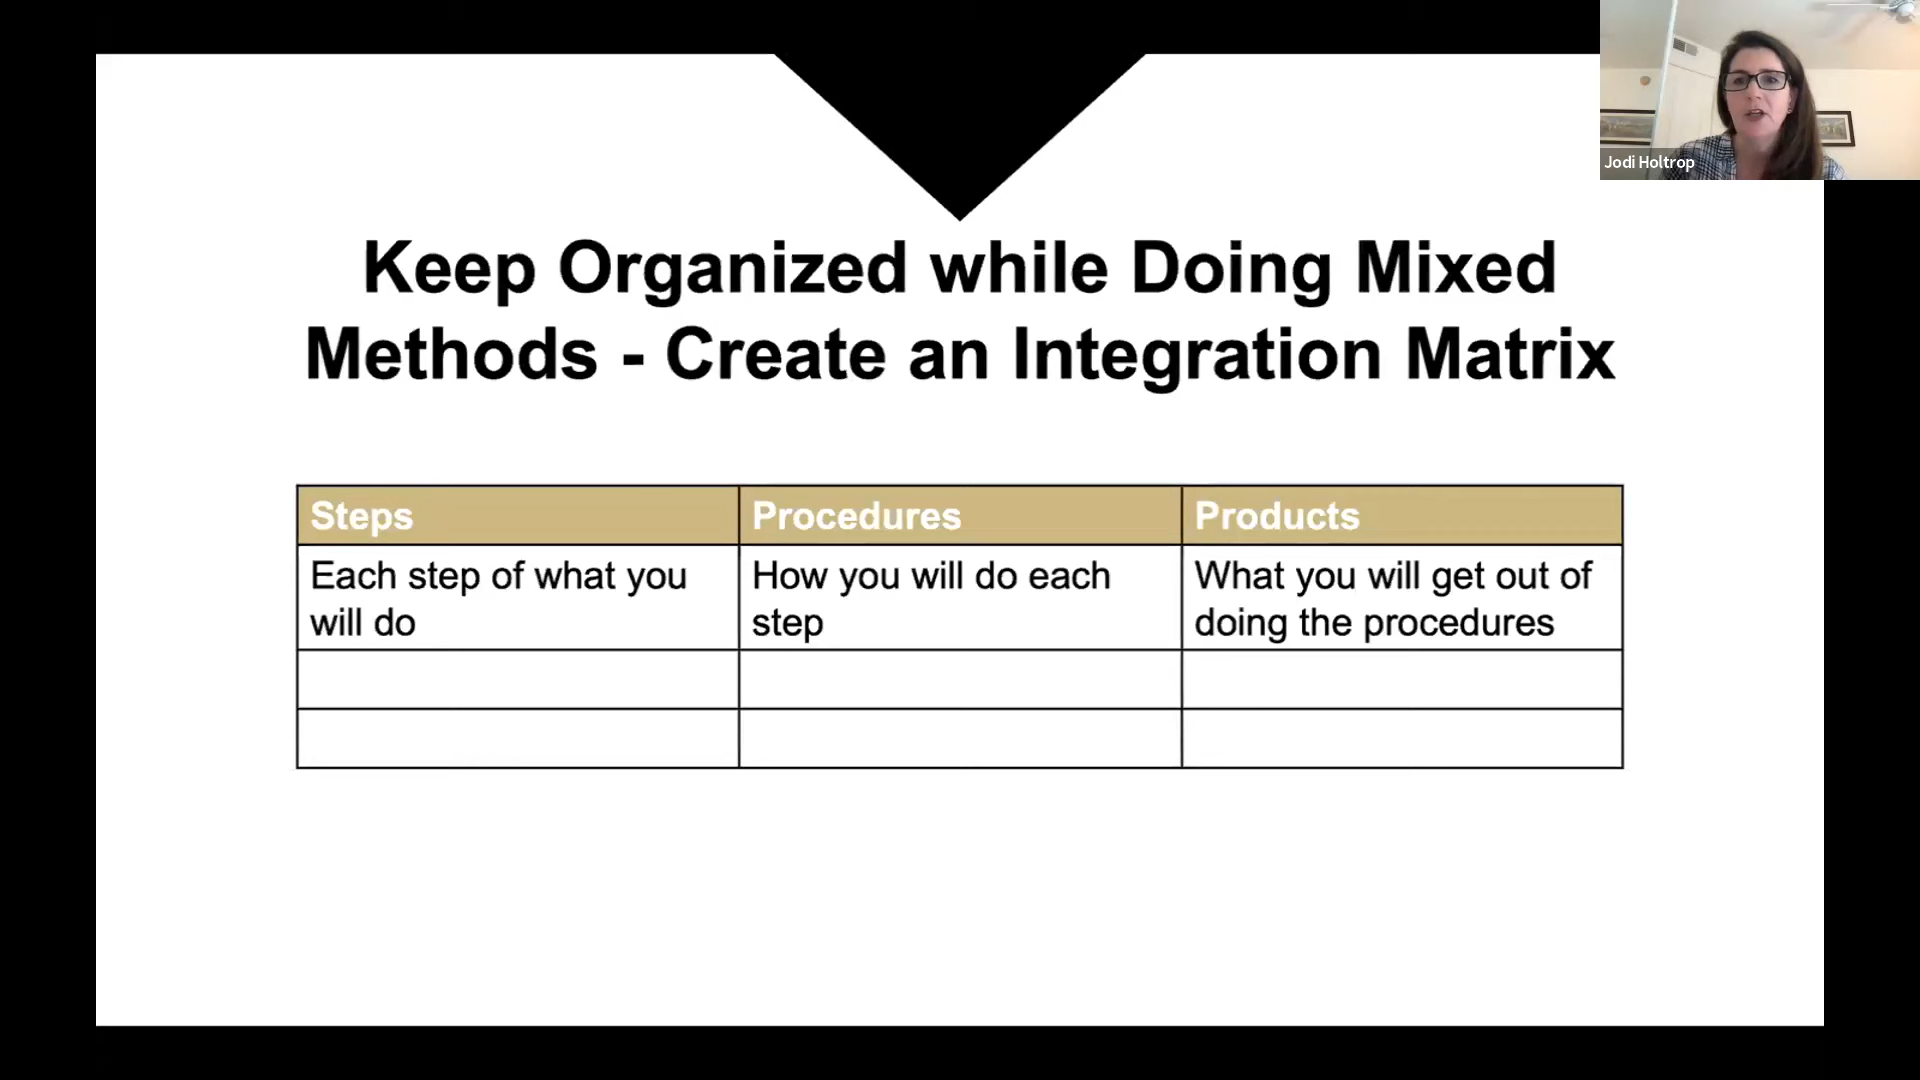 Jodi Holtrop
Keep Organized while Doing Mixed
Methods - Create an Integration Matrix
Steps
Procedures
Products
Each step of what you
will do
How you will do each
step
What you will get out of
doing the procedures